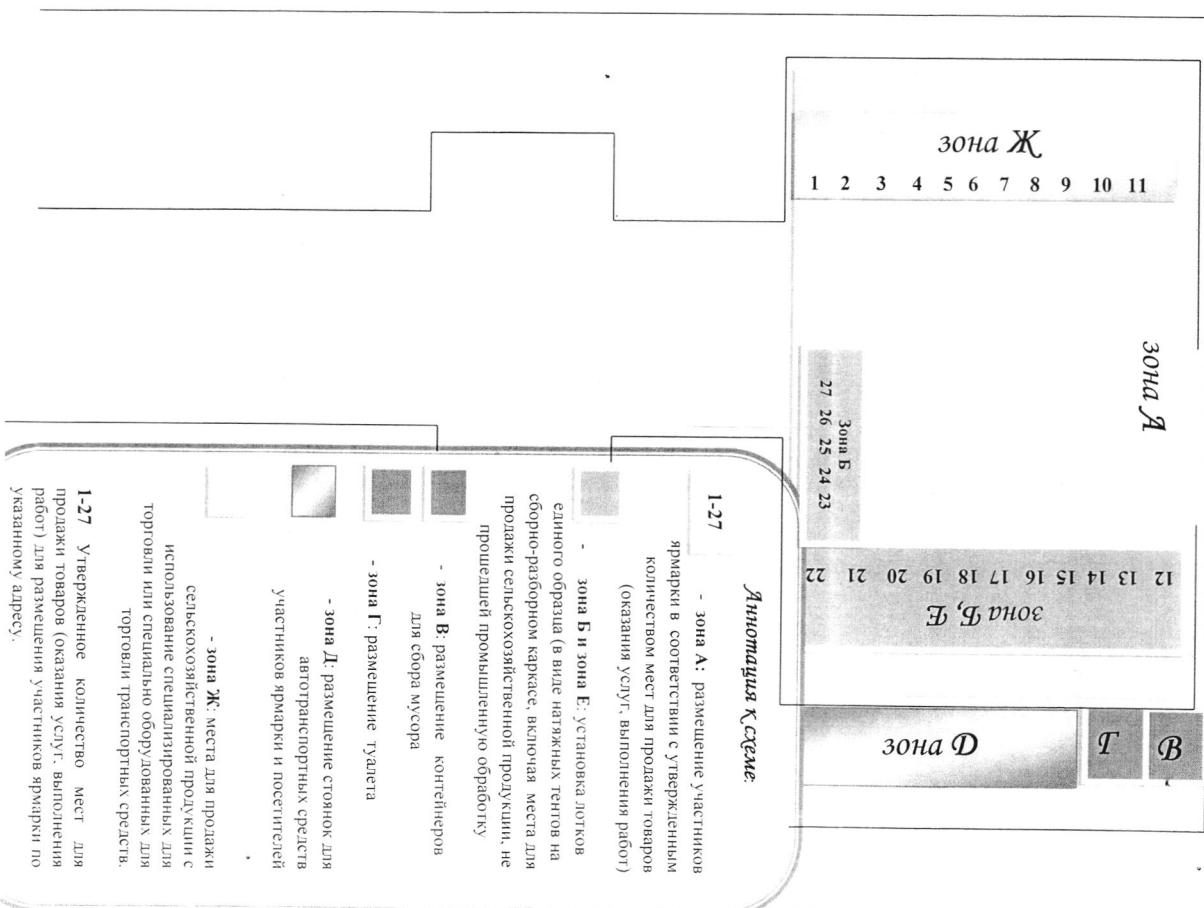 зона Ж
1 2 3 4 5 6 7 8 9 10 11
зона А
Зона Б
27 26 25 24 23
12 13 14 15 16 17 18 19 20 21 22
зона Б, Е
зона Д
Г
В
Аннотация к схеме:
1-27
- зона А: размещение участников
ярмарки в соответствии с утвержденным
количеством мест для продажи товаров
(оказания услуг, выполнения работ)
- зона Б и зона Е: установка лотков
единого образца (в виде натяжных тентов на
сборно-разборном каркасе, включая места для
продажи сельскохозяйственной продукции, не
прошедшей промышленную обработку
- зона В: размещение контейнеров
для сбора мусора
- зона Г: размещение туалета
- зона Д: размещение стоянок для
автотранспортных средств
участников ярмарки и посетителей
- зона Ж: места для продажи
сельскохозяйственной продукции с
использование специализированных для
торговли или специально оборудованных для
торговли транспортных средств.
1-27 Утвержденное количество мест для
продажи товаров (оказания услуг, выполнения
работ) для размещения участников ярмарки по
указанному адресу.